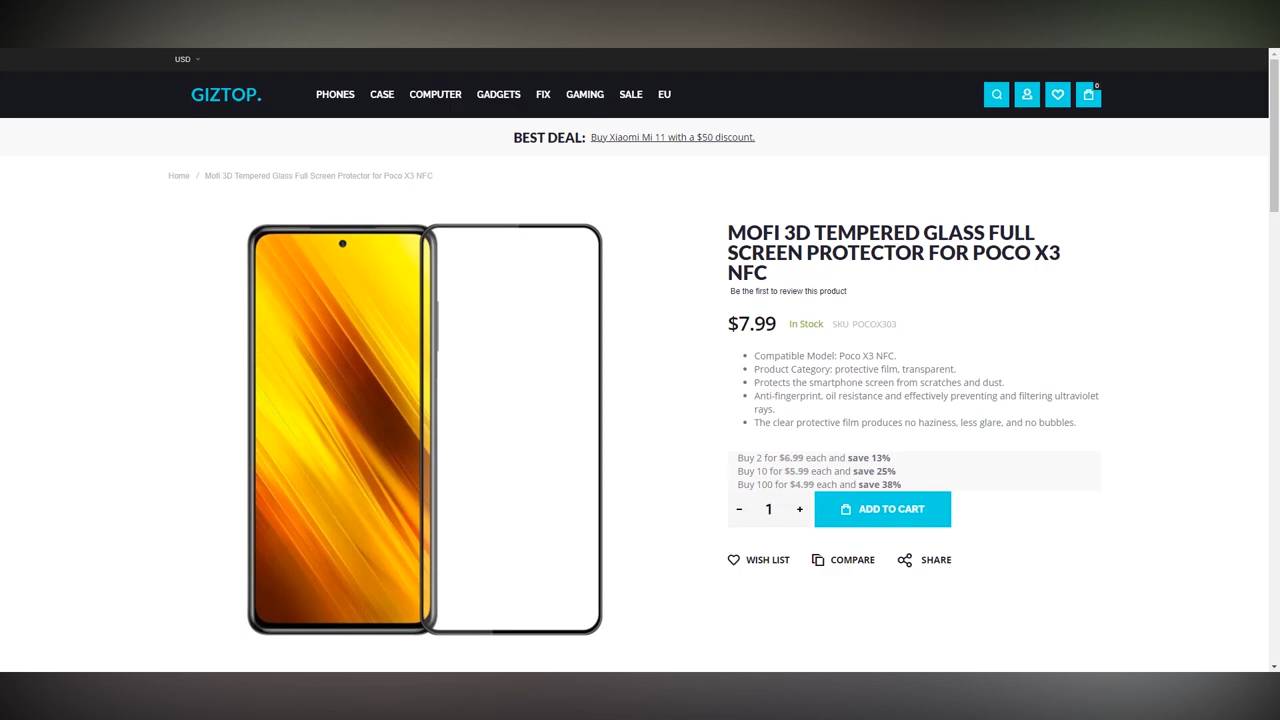 USD
GIZTOP.
PHONES CASE COMPUTER GADGETS FIX GAMING SALE EU
0
BEST DEAL: Buy Xiaomi Mi 11 with a $50 discount.
Home / Mofi 3D Tempered Glass Full Screen Protector for Poco X3 NFC
MOFI 3D TEMPERED GLASS FULL
SCREEN PROTECTOR FOR POCO X3
NFC
Be the first to review this product
$7.99 In Stock SKU POCOX303
Compatible Model: Poco X3 NFC.
Product Category: protective film, transparent.
Protects the smartphone screen from scratches and dust.
Anti-fingerprint, oil resistance and effectively preventing and filtering ultraviolet
rays.
The clear protective film produces no haziness, less glare, and no bubbles.
Buy 2 for $6.99 each and save 13%
Buy 10 for $5.99 each and save 25%
Buy 100 for $4.99 each and save 38%
- 1 + ADD TO CART
WISH LIST COMPARE SHARE